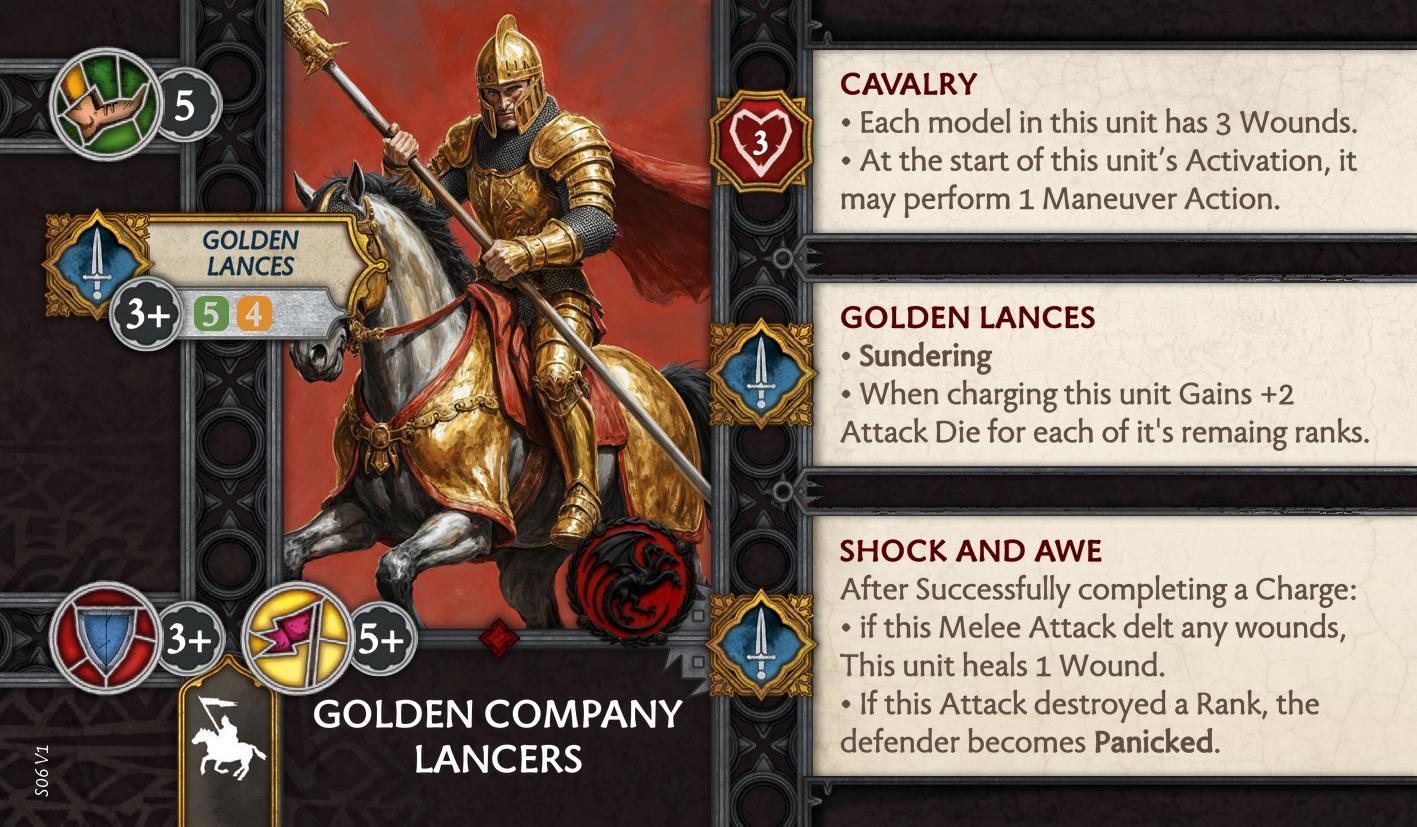 5
GOLDEN
LANCES
3+ 5 4
3+
5+
GOLDEN COMPANY
LANCERS
S06 V1
3
CAVALRY
• Each model in this unit has 3 Wounds.
• At the start of this unit’s Activation, it
may perform 1 Maneuver Action.
GOLDEN LANCES
• Sundering
• When charging this unit Gains +2
Attack Die for each of it's remaing ranks.
SHOCK AND AWE
After Successfully completing a Charge:
• if this Melee Attack delt any wounds,
This unit heals 1 Wound.
• If this Attack destroyed a Rank, the
defender becomes Panicked.